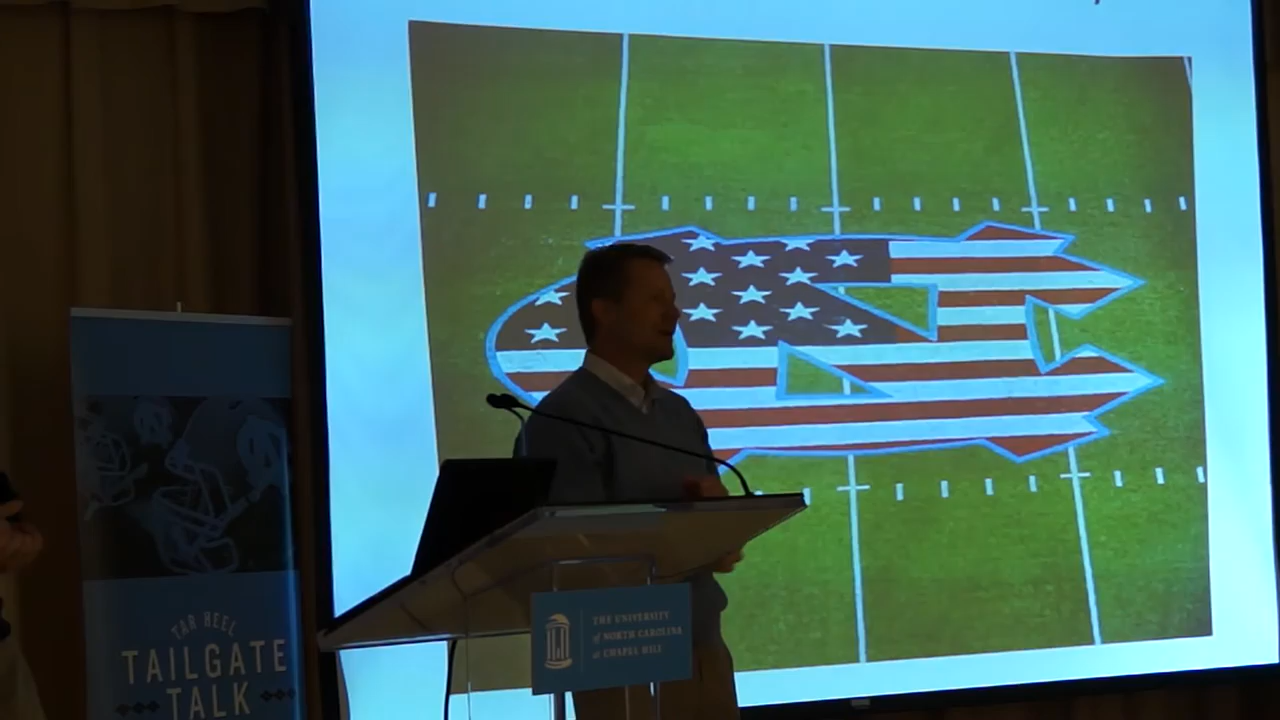 TAR HEEL
TAILGATE
TALK
THE UNIVERSITY
of NORTH CAROLINA
at CHAPEL HILL